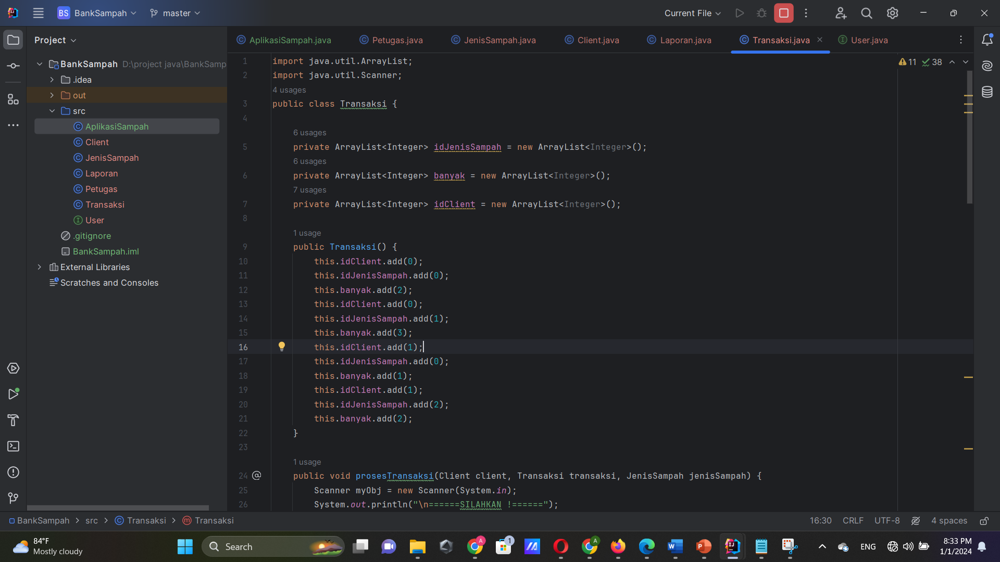 BS BankSampah master Current File
Project
AplikasiSampah.java Petugas.java JenisSampah.java Client.java Laporan.java Transaksi.java User.java
BankSampah D:\project java\BankSamp
.idea
out
src
AplikasiSampah
Client
JenisSampah
Laporan
Petugas
Transaksi
User
.gitignore
BankSampah.iml
External Libraries
Scratches and Consoles
11 38
1 import java.util.ArrayList;
2 import java.util.Scanner;
4 usages
3 public class Transaksi {
4
6 usages
5 private ArrayList<Integer> idJenisSampah = new ArrayList<Integer>();
6 usages
6 private ArrayList<Integer> banyak = new ArrayList<Integer>();
7 usages
7 private ArrayList<Integer> idClient = new ArrayList<Integer>();
8
1 usage
9 public Transaksi() {
10 this.idClient.add(0);
11 this.idJenisSampah.add(0);
12 this.banyak.add(2);
13 this.idClient.add(0);
14 this.idJenisSampah.add(1);
15 this.banyak.add(3);
16 this.idClient.add(1);
17 this.idJenisSampah.add(0);
18 this.banyak.add(1);
19 this.idClient.add(1);
20 this.idJenisSampah.add(2);
21 this.banyak.add(2);
22 }
23
1 usage
24 @ public void prosesTransaksi(Client client, Transaksi transaksi, JenisSampah jenisSampah) {
25 Scanner myObj = new Scanner(System.in);
26 System.out.println("\n======SILAHKAN !======");
BankSampah > src > Transaksi > Transaksi 16:30 CRLF UTF-8 4 spaces
84°F
Mostly cloudy
Search
ENG
8:33 PM
1/1/2024